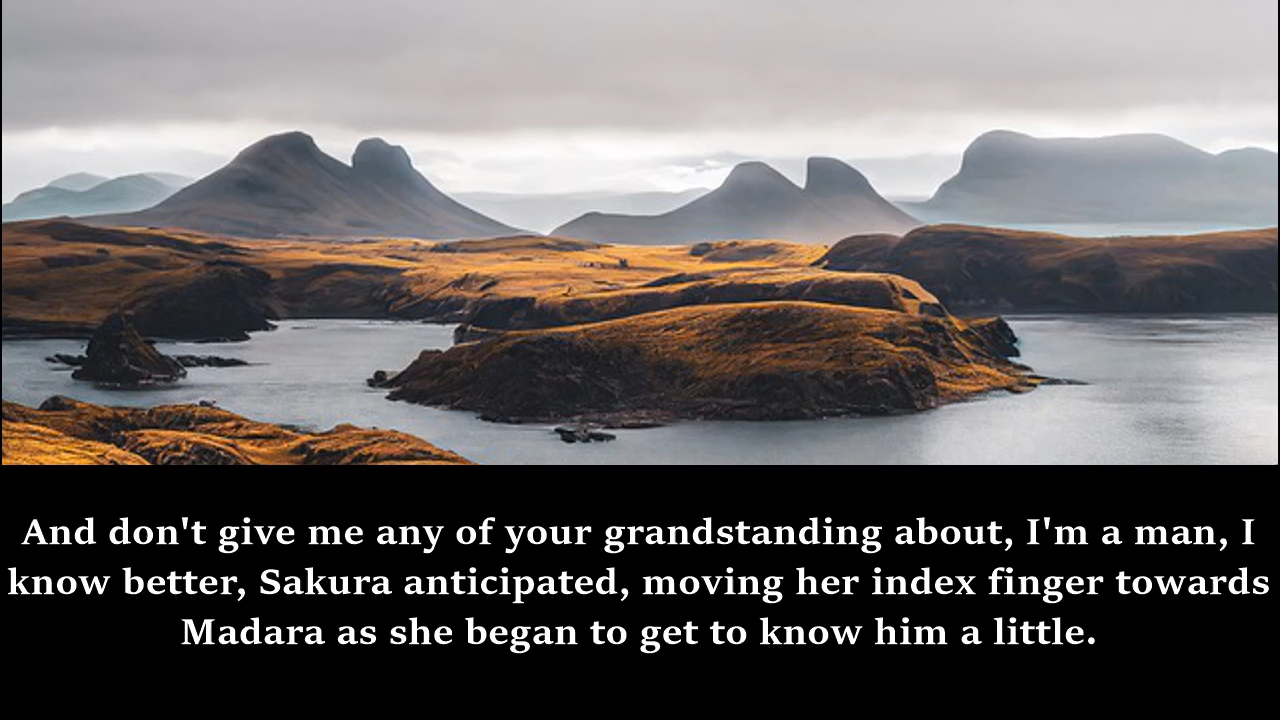 And don't give me any of your grandstanding about, I'm a man, I
know better, Sakura anticipated, moving her index finger towards
Madara as she began to get to know him a little.